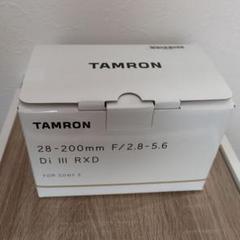 TAMRON
TAMRON
28-200mm F/2.8-5.6
Di III RXD
FOR SONY E